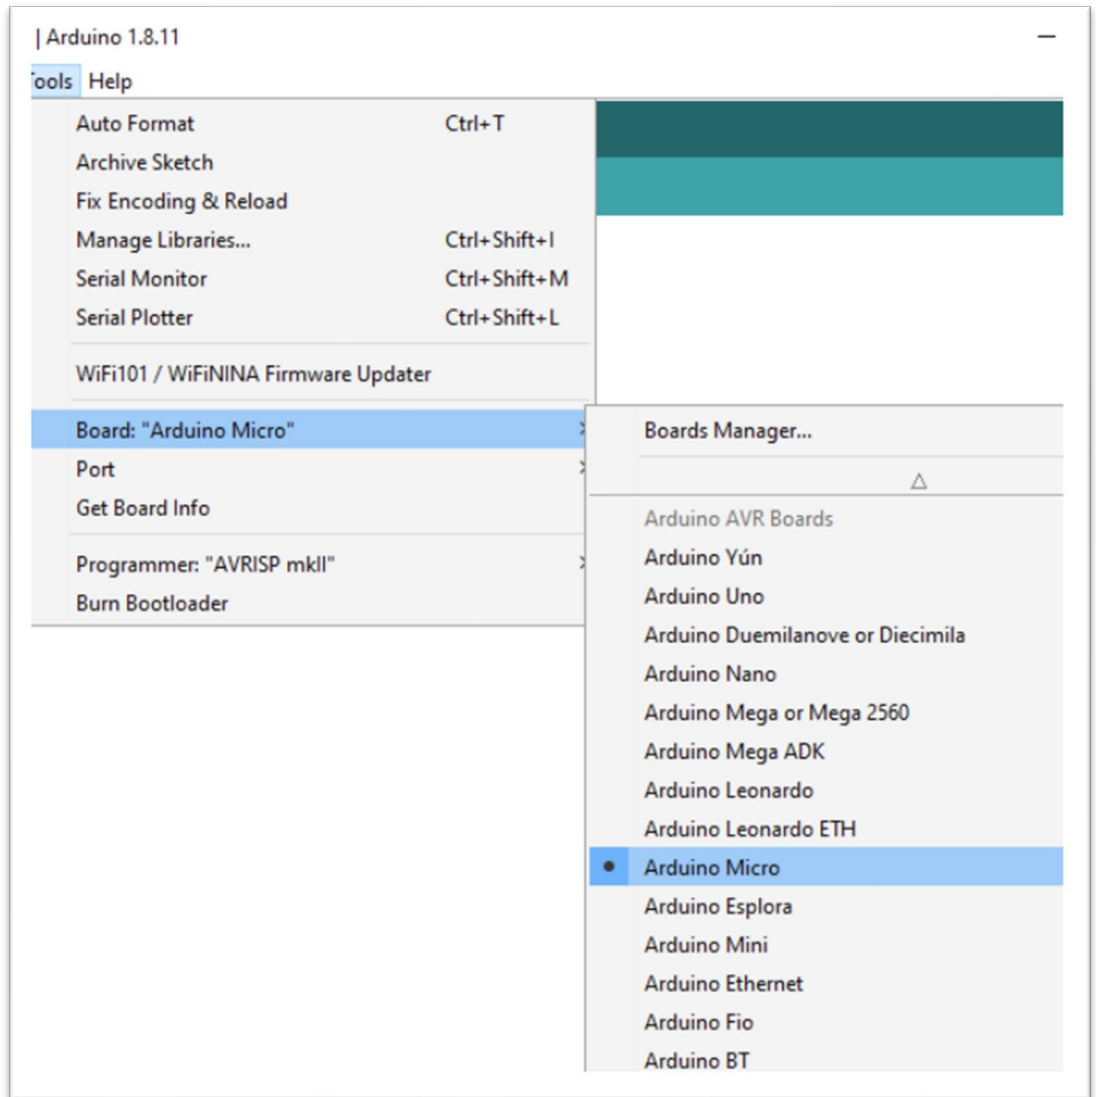 | Arduino 1.8.11
Tools Help
Auto Format Ctrl+T
Archive Sketch
Fix Encoding & Reload
Manage Libraries... Ctrl+Shift+I
Serial Monitor Ctrl+Shift+M
Serial Plotter Ctrl+Shift+L
WiFi101 / WiFiNINA Firmware Updater
Board: "Arduino Micro"
Port
Get Board Info
Programmer: "AVRISP mkII"
Burn Bootloader
Boards Manager...
Arduino AVR Boards
Arduino Yún
Arduino Uno
Arduino Duemilanove or Diecimila
Arduino Nano
Arduino Mega or Mega 2560
Arduino Mega ADK
Arduino Leonardo
Arduino Leonardo ETH
Arduino Micro
Arduino Esplora
Arduino Mini
Arduino Ethernet
Arduino Fio
Arduino BT